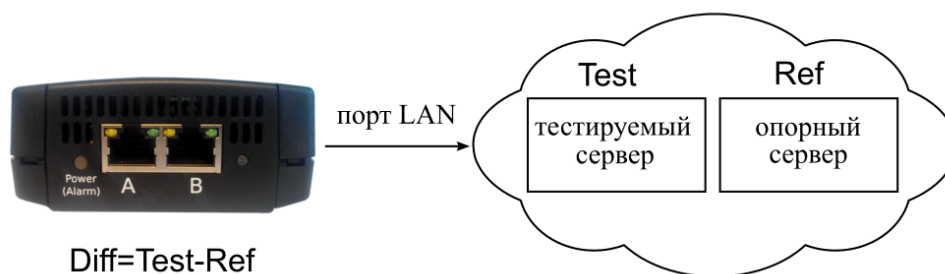 Test
Ref
порт LAN
тестируемый
сервер
опорный
сервер
Power
(Alarm)
A
B
Diff=Test-Ref